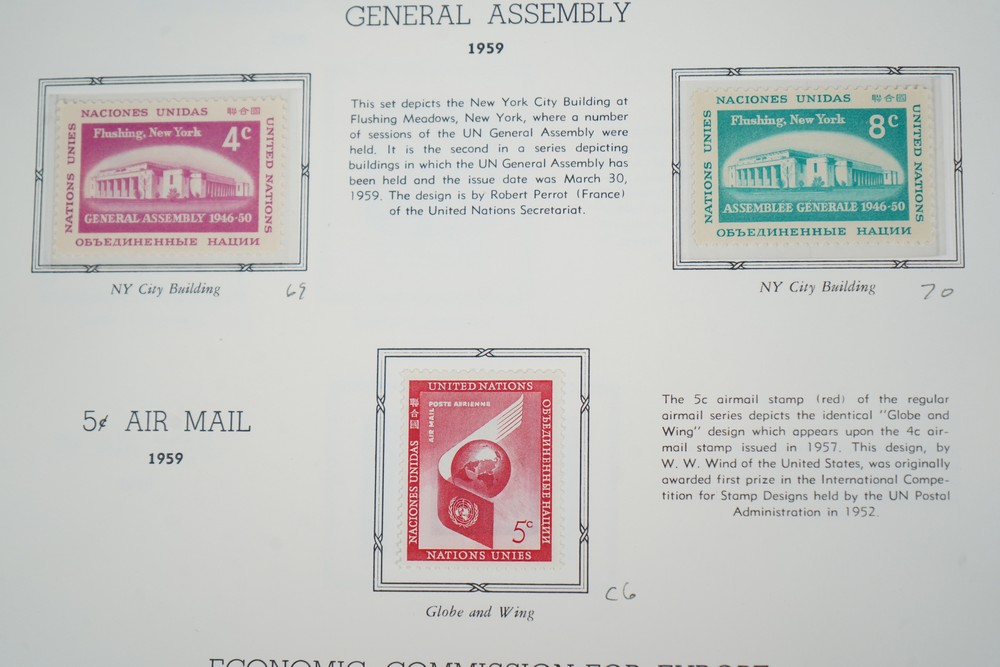 GENERAL ASSEMBLY
1959
NACIONES UNIDAS 聯合國
NATIONS UNIES
Flushing, New York 4c
UNITED NATIONS
GENERAL ASSEMBLY 1946-50
ОБЪЕДИНЕННЫЕ НАЦИИ
NY City Building 69
This set depicts the New York City Building at
Flushing Meadows, New York, where a number
of sessions of the UN General Assembly were
held. It is the second in a series depicting
buildings in which the UN General Assembly has
been held and the issue date was March 30,
1959. The design is by Robert Perrot (France)
of the United Nations Secretariat.
NACIONES UNIDAS 聯合國
NATIONS UNIES
Flushing, New York 8c
UNITED NATIONS
ASSEMBLÉE GENERALE 1946-50
ОБЪЕДИНЕННЫЕ НАЦИИ
NY City Building 70
5¢ AIR MAIL
1959
UNITED NATIONS
聯合國
NACIONES UNIDAS
AIR MAIL POSTE AERIENNE
ОБЪЕДИНЕННЫЕ НАЦИИ
5c
NATIONS UNIES
Globe and Wing C6
The 5c airmail stamp (red) of the regular
airmail series depicts the identical "Globe and
Wing" design which appears upon the 4c air-
mail stamp issued in 1957. This design, by
W. W. Wind of the United States, was originally
awarded first prize in the International Compe-
tition for Stamp Designs held by the UN Postal
Administration in 1952.
ECONOMIC COMMISSION FOR EUROPE